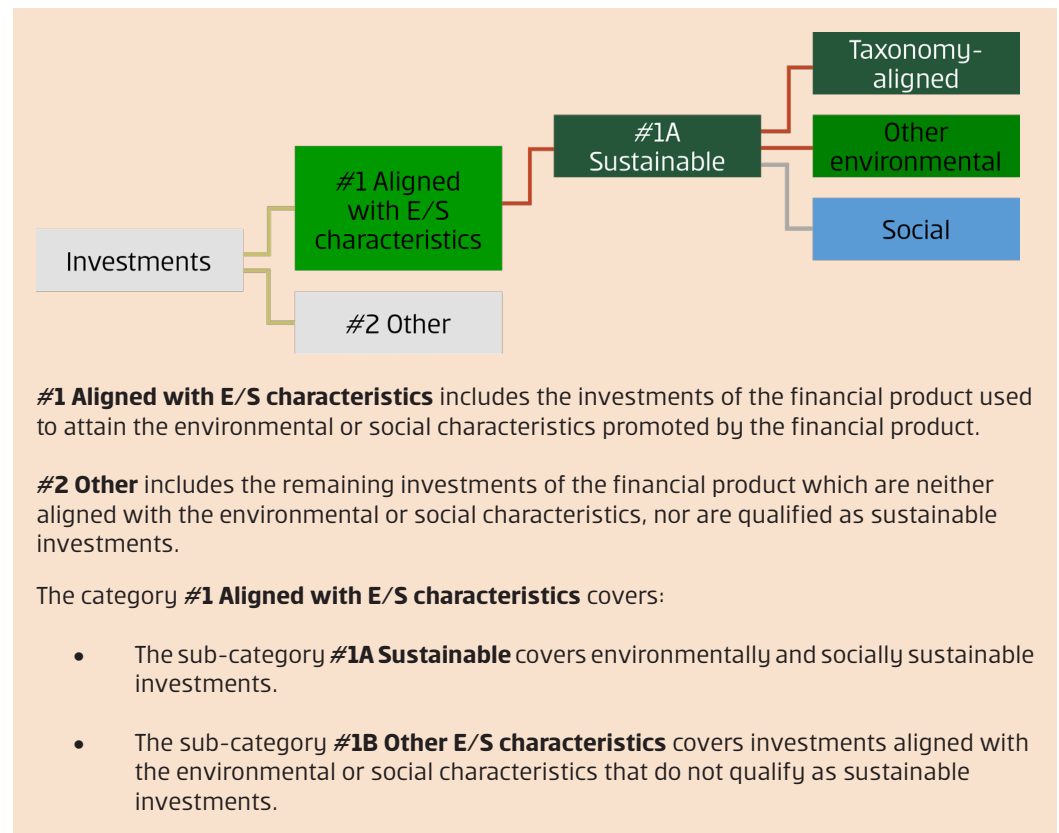 Taxonomy-
aligned
#1A
Sustainable
Other
environmental
#1 Aligned
with E/S
characteristics
Social
Investments
#2 Other
#1 Aligned with E/S characteristics includes the investments of the financial product used
to attain the environmental or social characteristics promoted by the financial product.
#2 Other includes the remaining investments of the financial product which are neither
aligned with the environmental or social characteristics, nor are qualified as sustainable
investments.
The category #1 Aligned with E/S characteristics covers:
• The sub-category #1A Sustainable covers environmentally and socially sustainable
investments.
• The sub-category #1B Other E/S characteristics covers investments aligned with
the environmental or social characteristics that do not qualify as sustainable
investments.